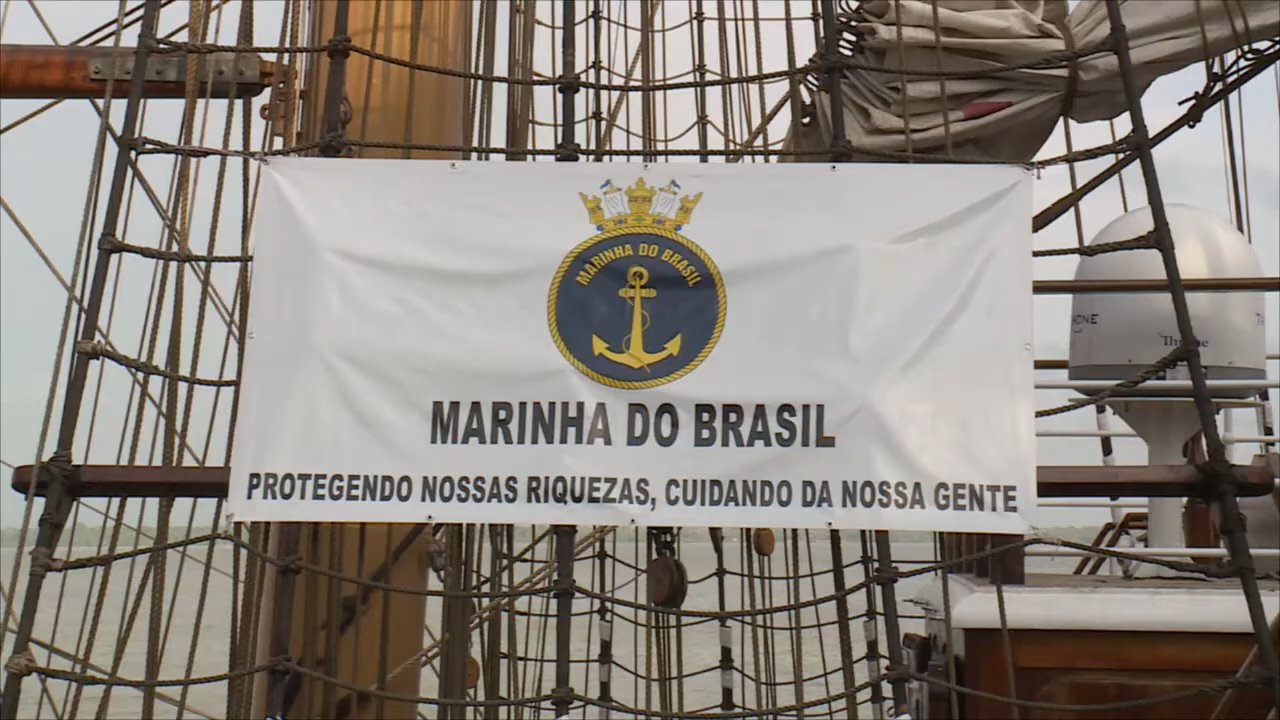 MARINHA DO BRASIL
MARINHA DO BRASIL
PROTEGENDO NOSSAS RIQUEZAS, CUIDANDO DA NOSSA GENTE